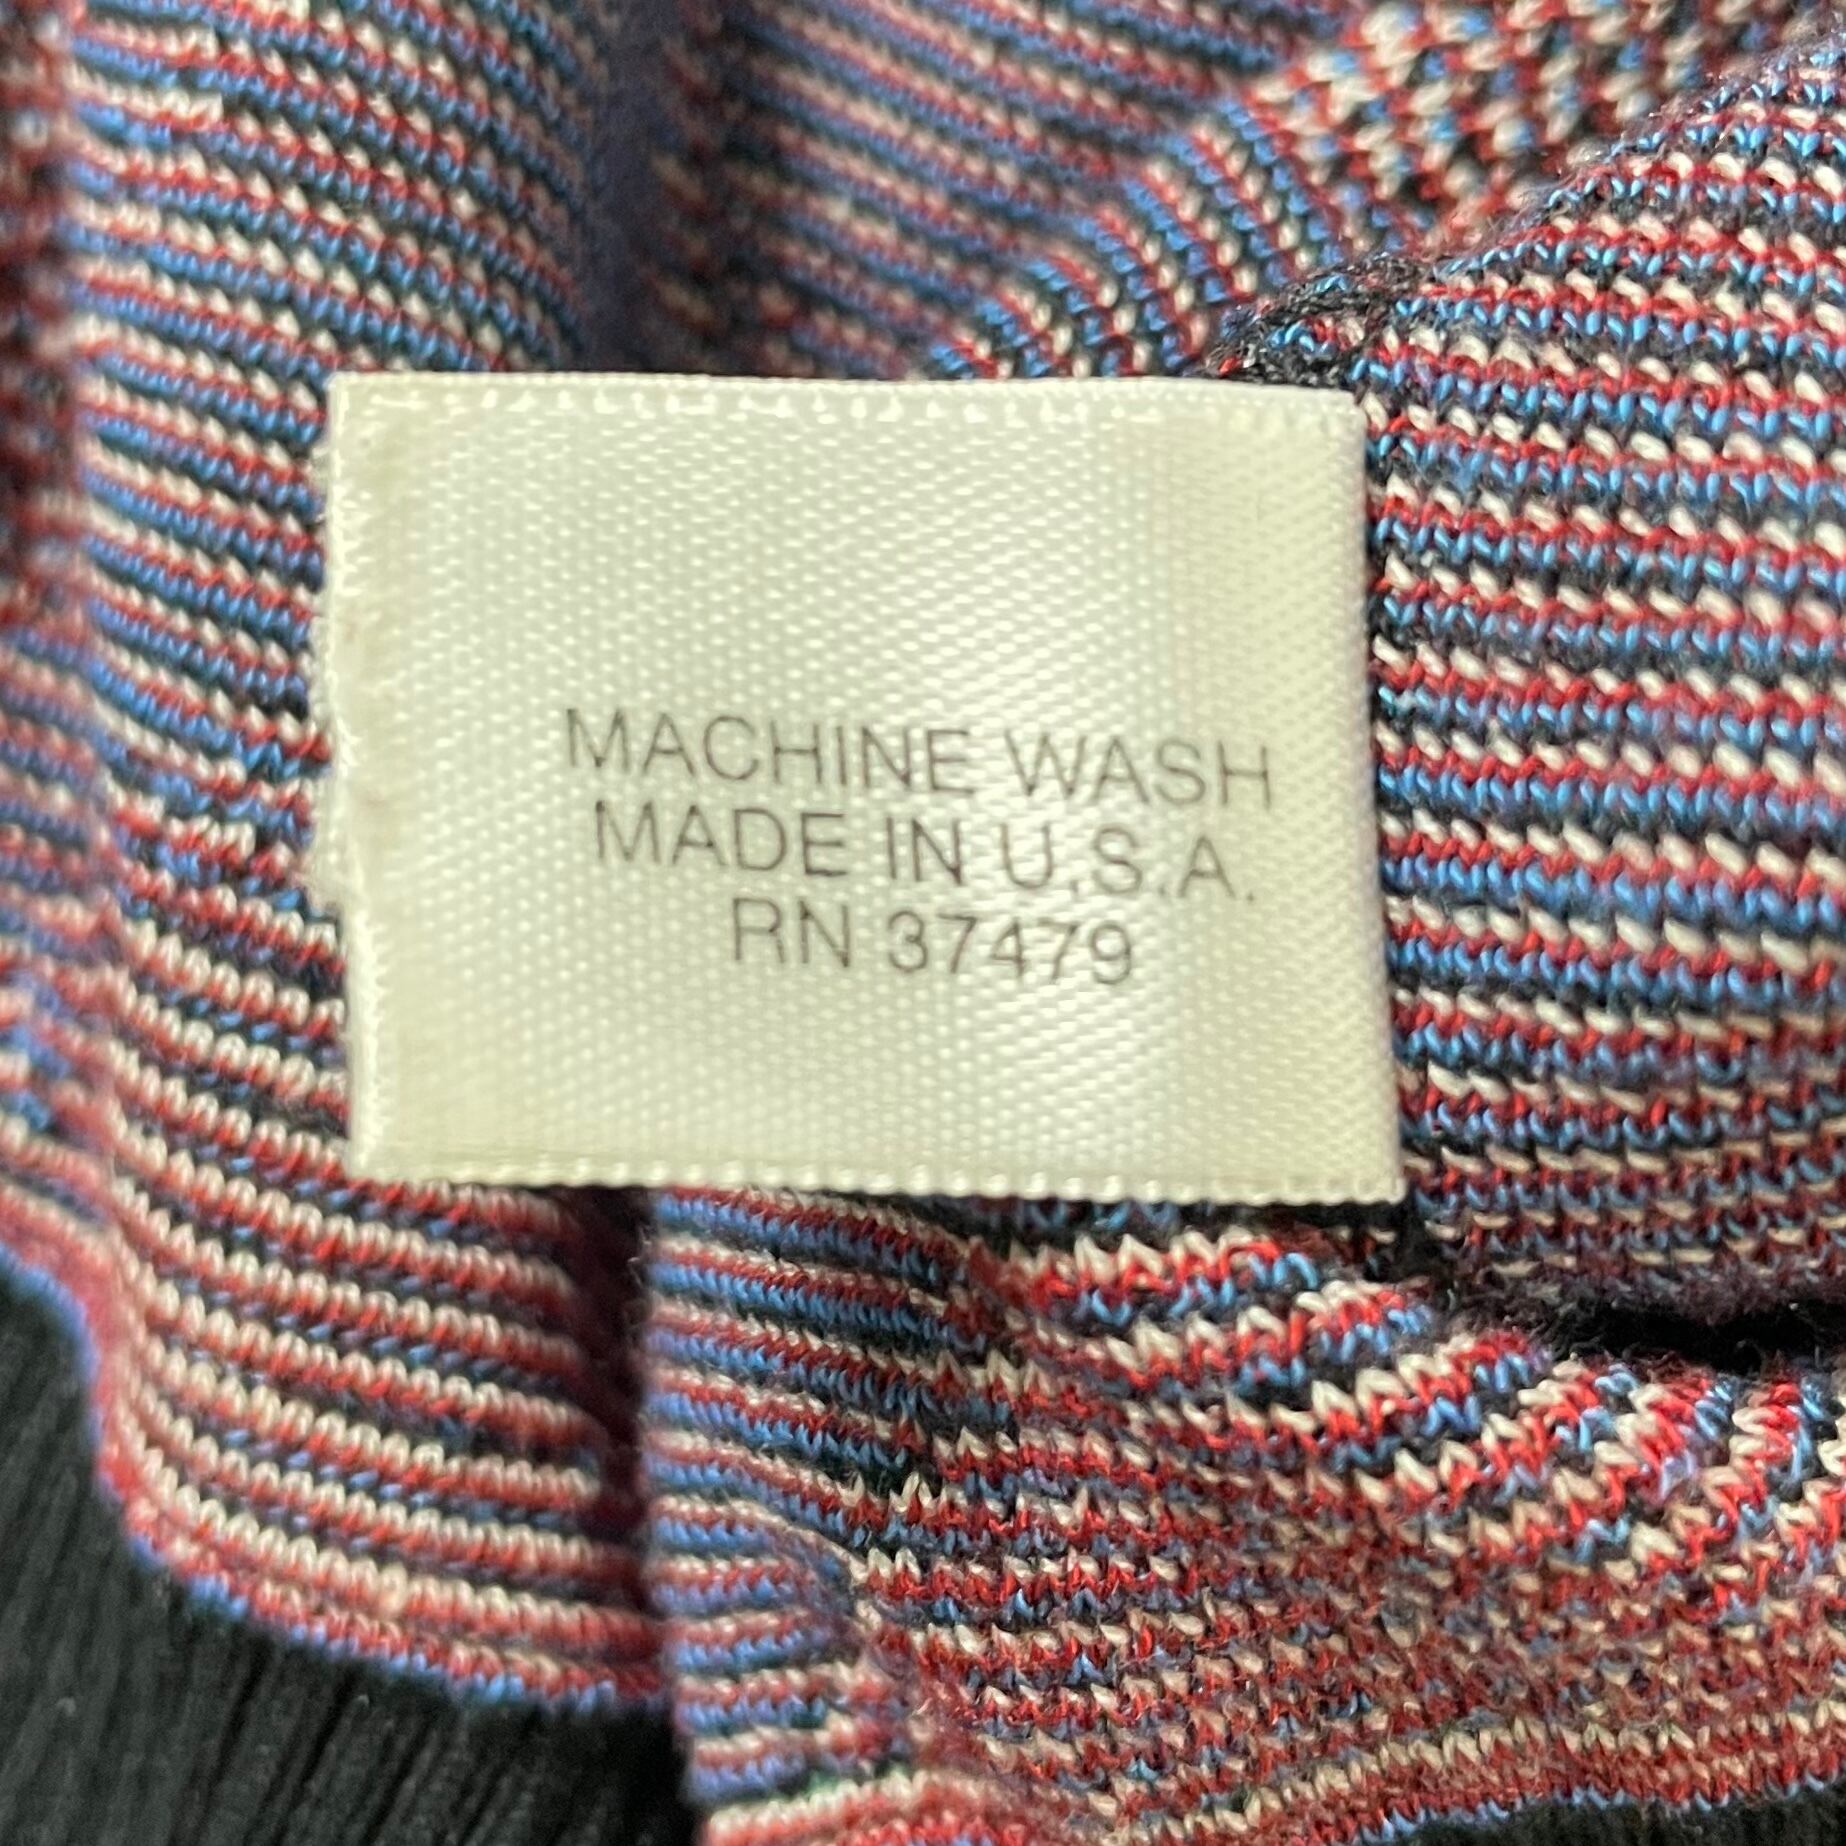 MACHINE WASH
MADE IN U.S.A.
RN 37479